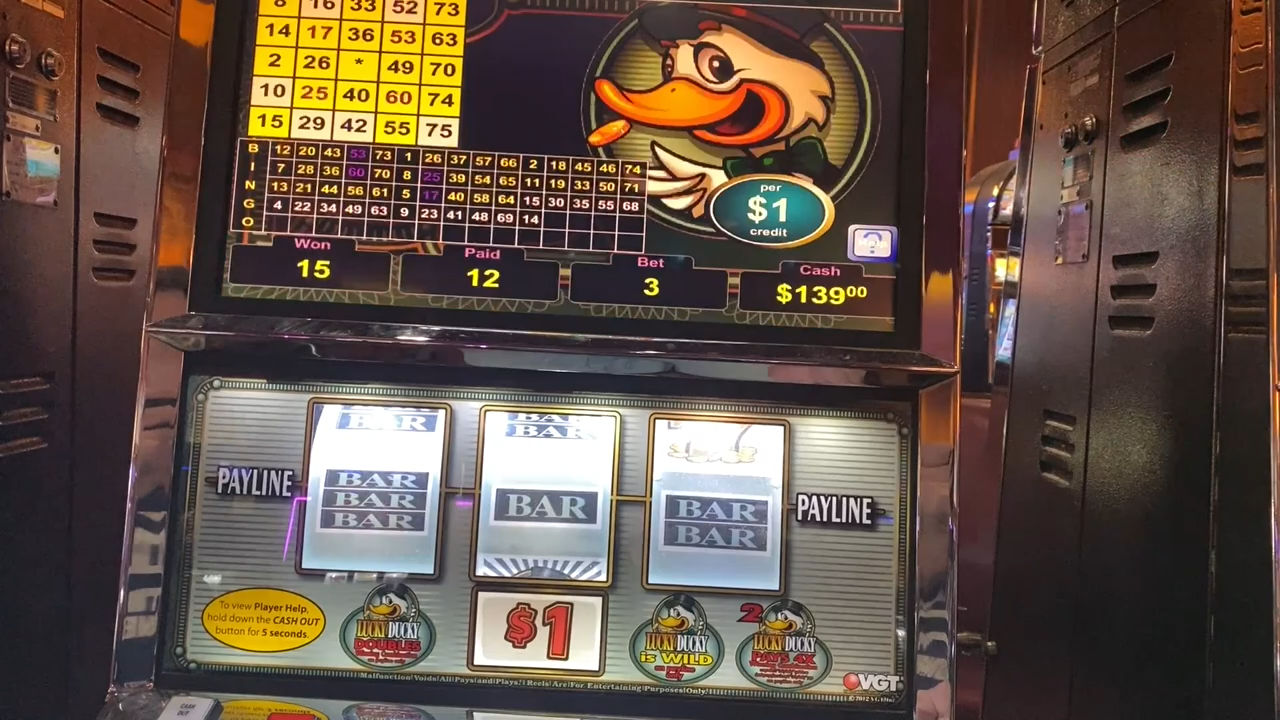 8 16 33 52 73
14 17 36 53 63
2 26 * 49 70
10 25 40 60 74
15 29 42 55 75
B 12 20 43 53 73 1 26 37 57 66 2 18 45 46 74
I 7 28 36 60 70 8 25 39 54 65 11 19 33 50 71
N 13 21 44 56 61 5 17 40 58 64 15 30 35 55 68
G 4 22 34 49 63 9 23 41 48 69 14
O
per
$1
credit
Won Paid Bet Cash
15 12 3 $13900
BAR BAR
BAR
PAYLINE BAR BAR BAR PAYLINE
BAR BAR
BAR
To view Player Help,
hold down the CASH OUT
button for 5 seconds.
LUCKY DUCKY
DOUBLES
$1
LUCKY DUCKY
is WILD
2
LUCKY DUCKY
PAYS 4X
VGT
Malfunction Voids All Pays and Plays. Reels Are For Entertaining Purposes Only.
CASH
OUT